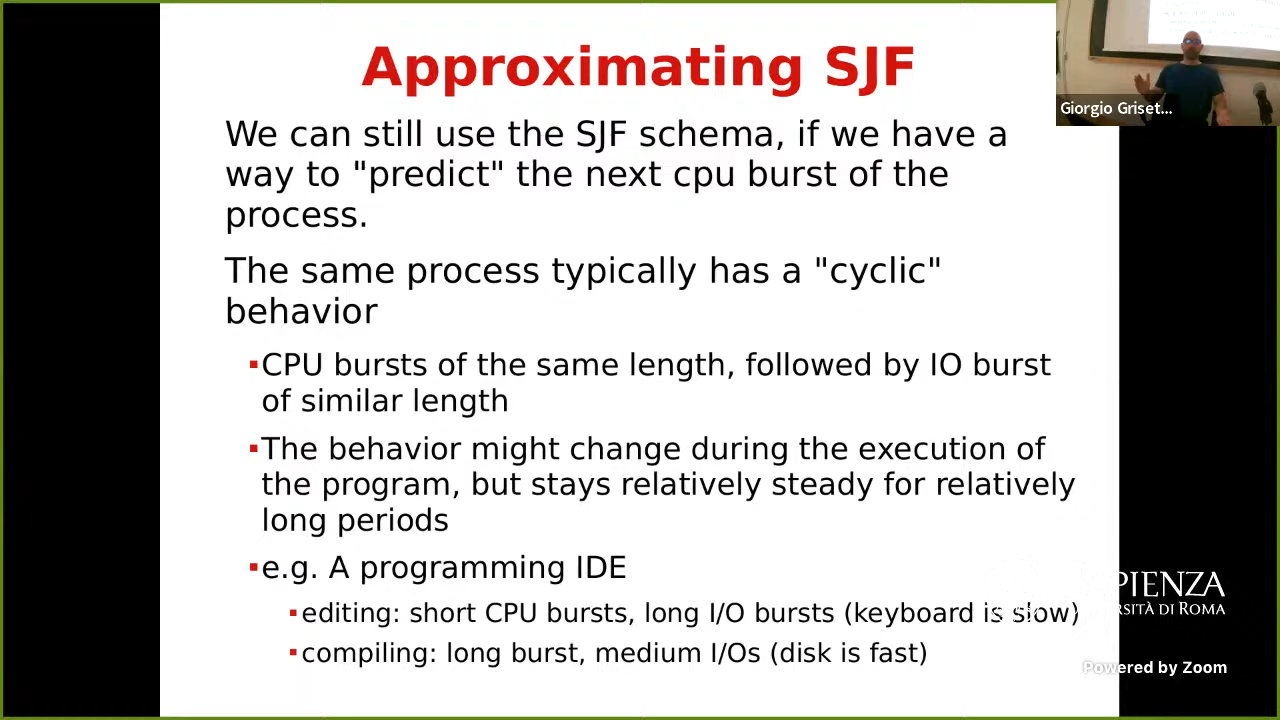 Approximating SJF
Giorgio Griset...
We can still use the SJF schema, if we have a
way to "predict" the next cpu burst of the
process.
The same process typically has a "cyclic"
behavior
▪CPU bursts of the same length, followed by IO burst
of similar length
▪The behavior might change during the execution of
the program, but stays relatively steady for relatively
long periods
▪e.g. A programming IDE
▪editing: short CPU bursts, long I/O bursts (keyboard is slow)
▪compiling: long burst, medium I/Os (disk is fast)
PIENZA
RSITÀ DI ROMA
Powered by Zoom